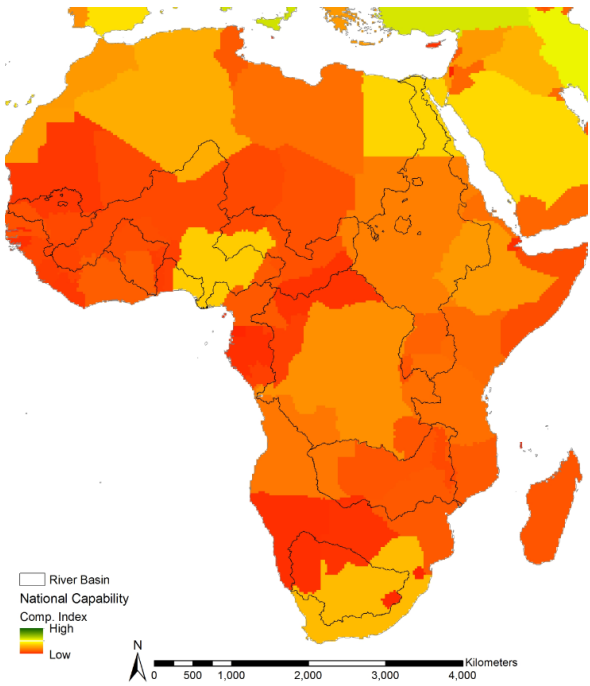 River Basin
National Capability
Comp. Index
High
Low
N
Kilometers
0 500 1,000 2,000 3,000 4,000